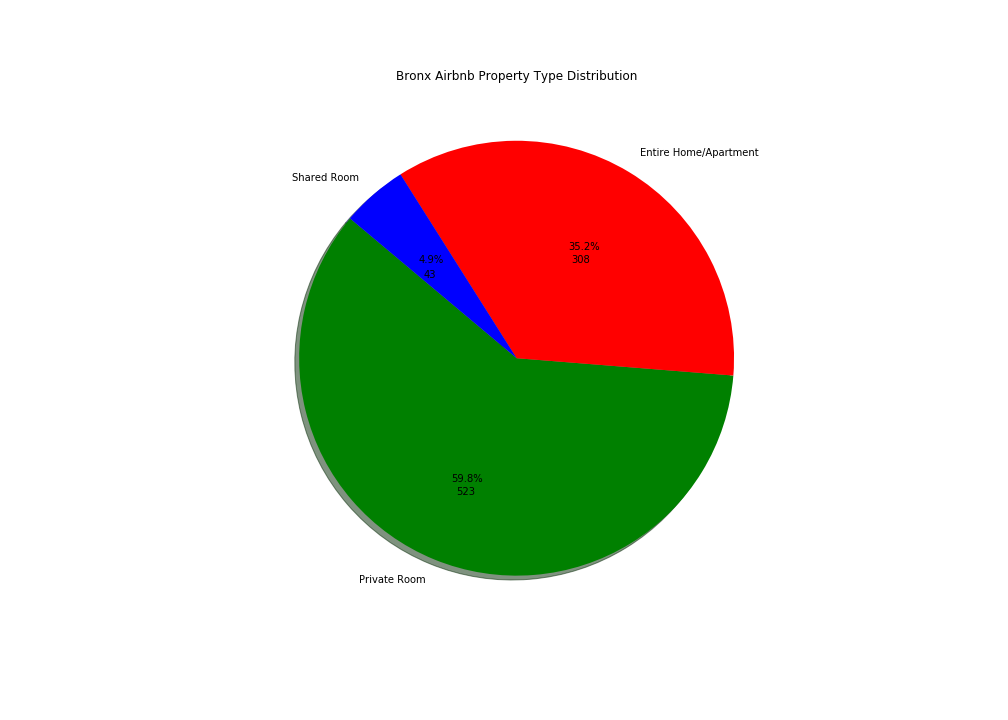 Bronx Airbnb Property Type Distribution
Entire Home/Apartment
Shared Room
35.2%
308
4.9%
43
59.8%
523
Private Room